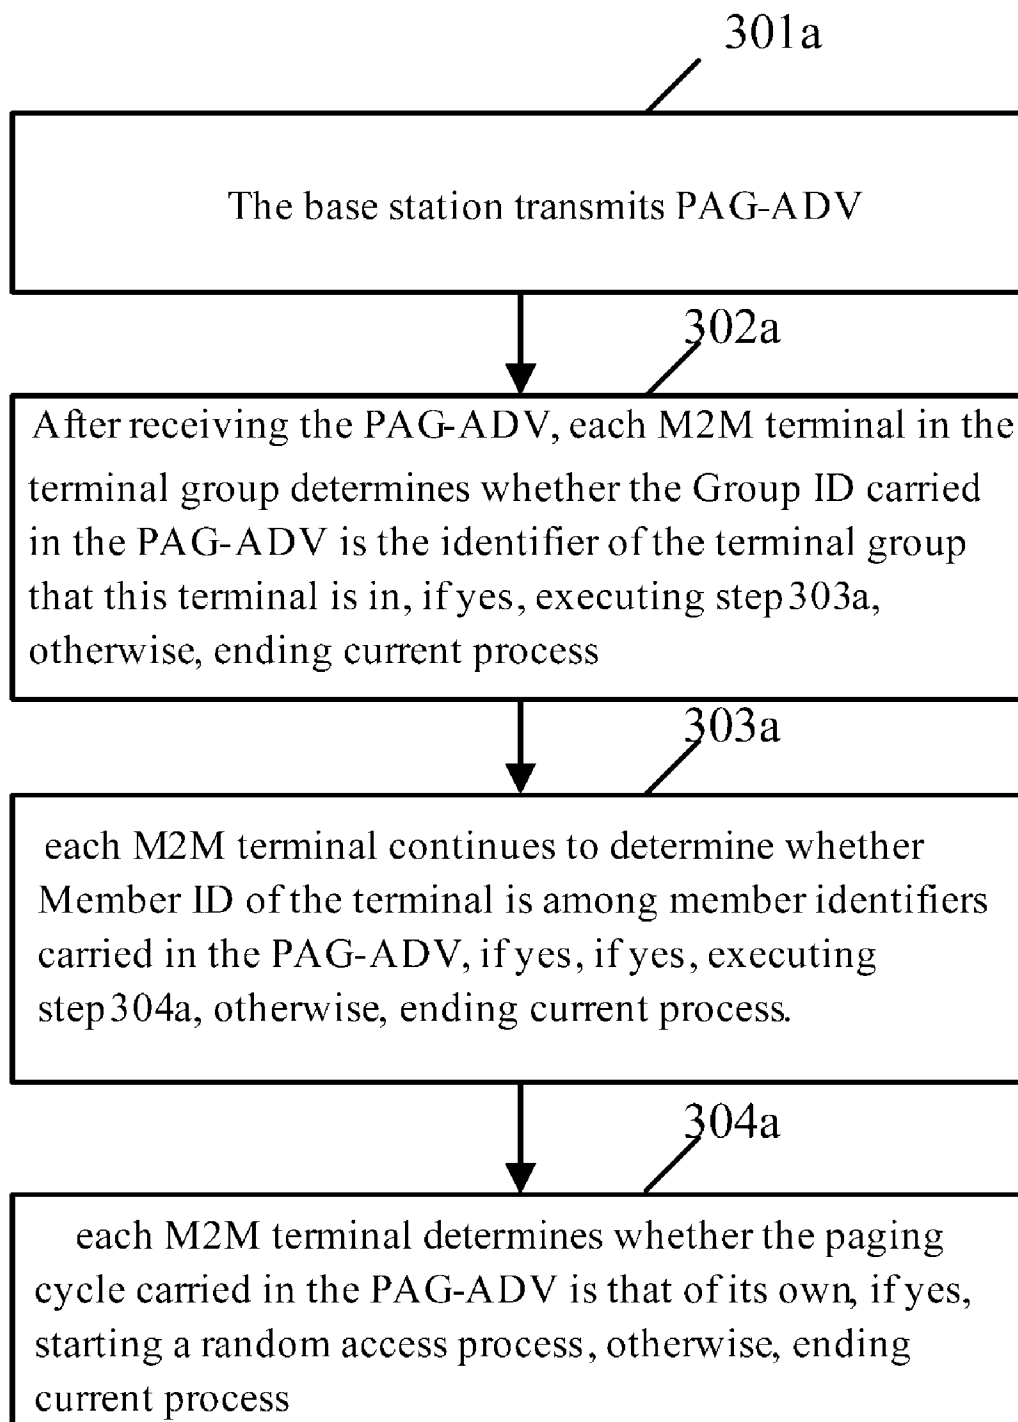 301a
The base station transmits PAG-ADV
302a
After receiving the PAG-ADV, each M2M terminal in the
terminal group determines whether the Group ID carried
in the PAG-ADV is the identifier of the terminal group
that this terminal is in, if yes, executing step 303a,
otherwise, ending current process
303a
each M2M terminal continues to determine whether
Member ID of the terminal is among member identifiers
carried in the PAG-ADV, if yes, if yes, executing
step 304a, otherwise, ending current process.
304a
each M2M terminal determines whether the paging
cycle carried in the PAG-ADV is that of its own, if yes,
starting a random access process, otherwise, ending
current process